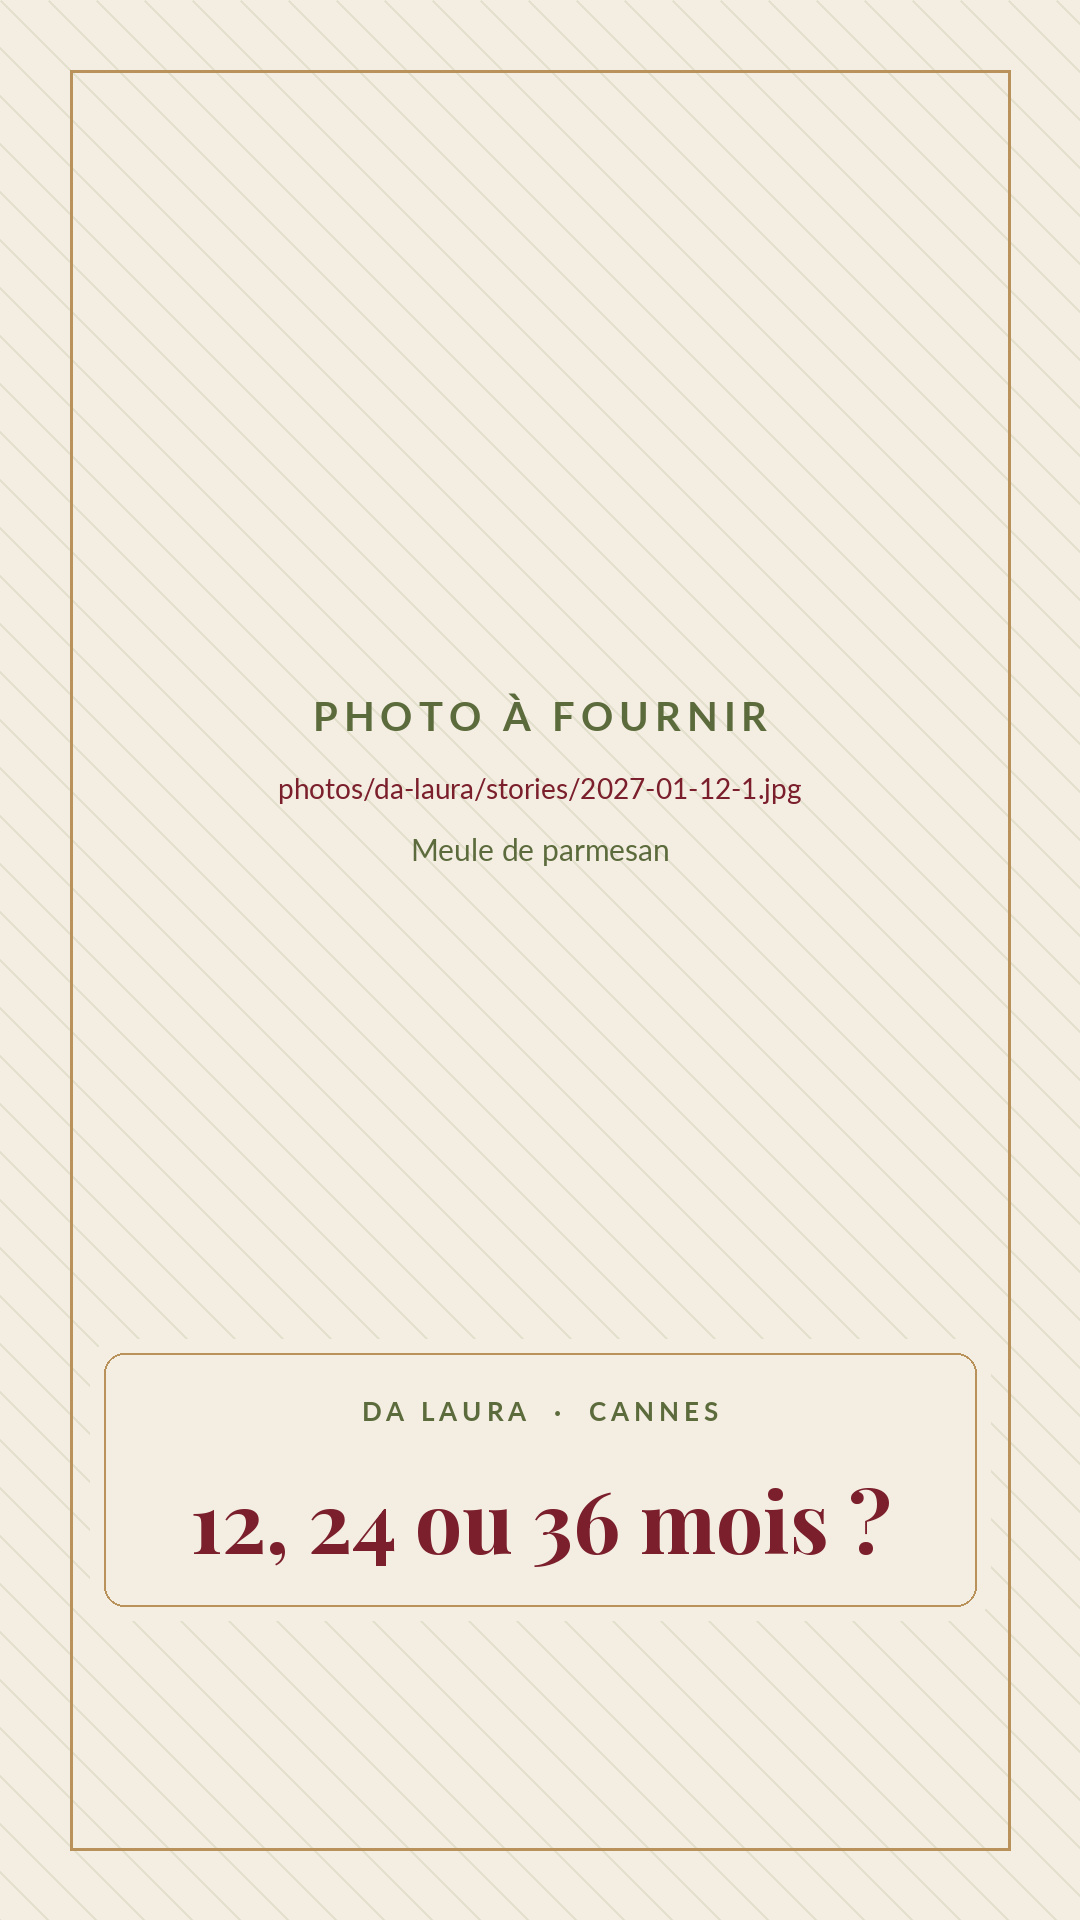 PHOTO À FOURNIR
photos/da-laura/stories/2027-01-12-1.jpg
Meule de parmesan
DA LAURA · CANNES
12, 24 ou 36 mois ?